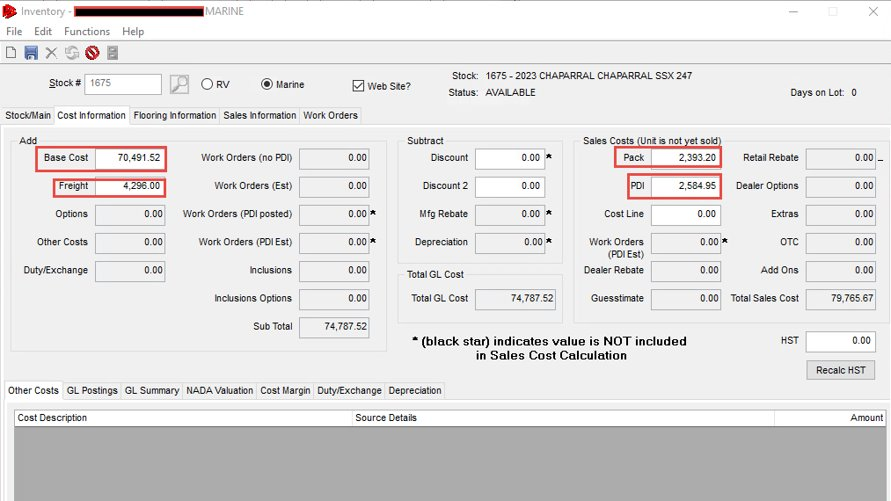 Inventory - MARINE
File Edit Functions Help
Stock # 1675 RV Marine Web Site? Stock: 1675 - 2023 CHAPARRAL CHAPARRAL SSX 247
Status: AVAILABLE Days on Lot: 0
Stock/Main Cost Information Flooring Information Sales Information Work Orders
Add Subtract Sales Costs (Unit is not yet sold)
Base Cost 70,491.52 Work Orders (no PDI) 0.00 Discount 0.00 * Pack 2,393.20 Retail Rebate 0.00
Freight 4,296.00 Work Orders (Est) 0.00 Discount 2 0.00 * PDI 2,584.95 Dealer Options 0.00
Options 0.00 Work Orders (PDI posted) 0.00 * Mfg Rebate 0.00 * Cost Line 0.00 Extras 0.00
Other Costs 0.00 Work Orders (PDI Est) 0.00 * Depreciation 0.00 * Work Orders (PDI Est) 0.00 * OTC 0.00
Duty/Exchange 0.00 Inclusions 0.00 Total GL Cost Dealer Rebate 0.00 Add Ons 0.00
Inclusions Options 0.00 Total GL Cost 74,787.52 Guesstimate 0.00 Total Sales Cost 79,765.67
Sub Total 74,787.52
* (black star) indicates value is NOT included HST 0.00
in Sales Cost Calculation
Recalc HST
Other Costs GL Postings GL Summary NADA Valuation Cost Margin Duty/Exchange Depreciation
Cost Description Source Details Amount